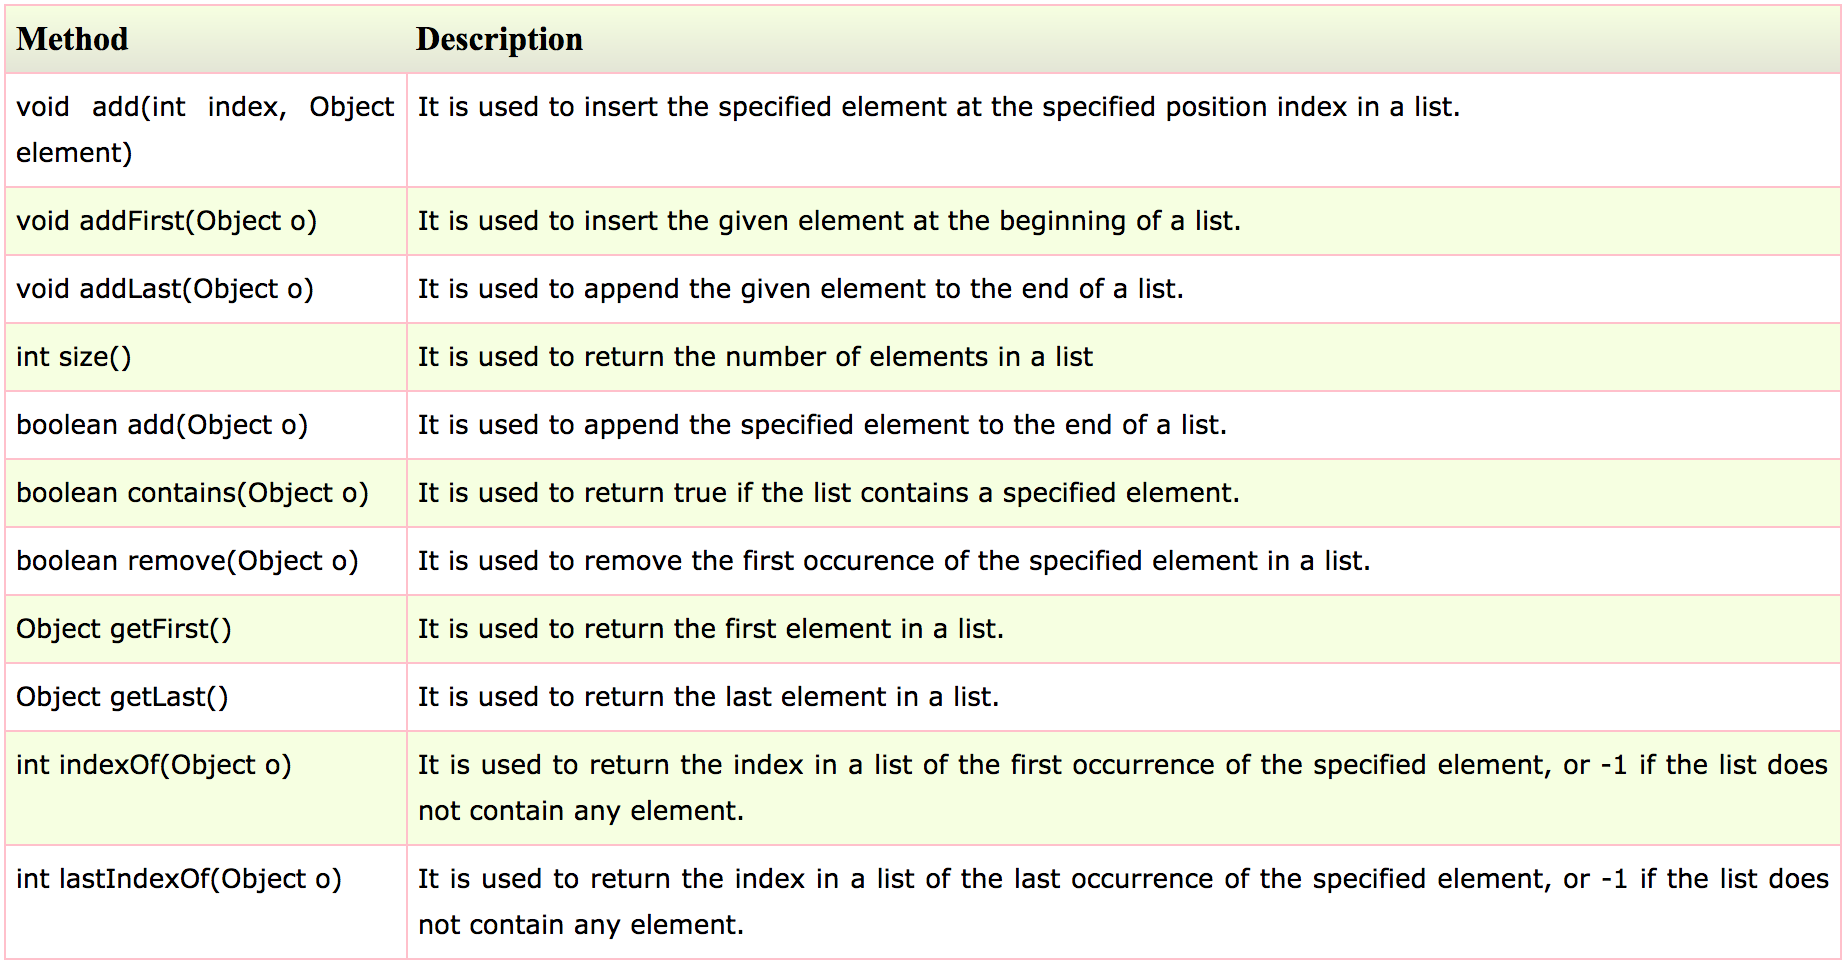 Method Description
void add(int index, Object element) It is used to insert the specified element at the specified position index in a list.
void addFirst(Object o) It is used to insert the given element at the beginning of a list.
void addLast(Object o) It is used to append the given element to the end of a list.
int size() It is used to return the number of elements in a list
boolean add(Object o) It is used to append the specified element to the end of a list.
boolean contains(Object o) It is used to return true if the list contains a specified element.
boolean remove(Object o) It is used to remove the first occurence of the specified element in a list.
Object getFirst() It is used to return the first element in a list.
Object getLast() It is used to return the last element in a list.
int indexOf(Object o) It is used to return the index in a list of the first occurrence of the specified element, or -1 if the list does
not contain any element.
int lastIndexOf(Object o) It is used to return the index in a list of the last occurrence of the specified element, or -1 if the list does
not contain any element.